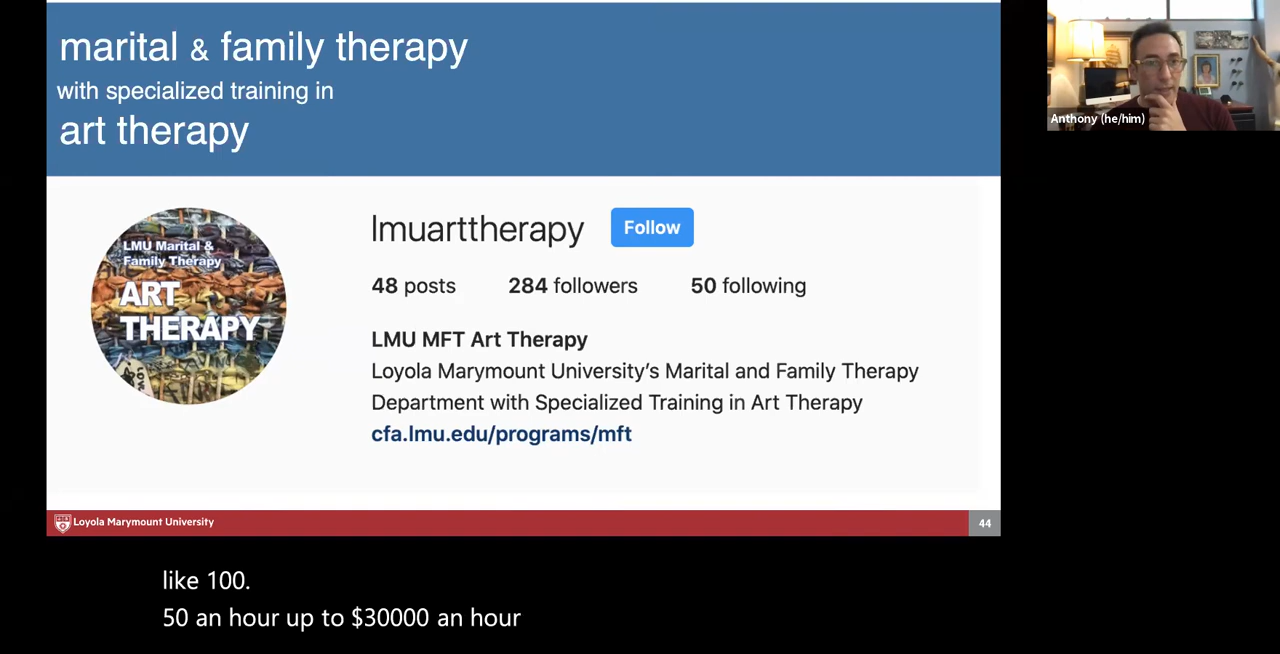 marital & family therapy
with specialized training in
art therapy
Anthony (he/him)
LMU Marital &
Family Therapy
ART
THERAPY
lmuarttherapy
Follow
48 posts 284 followers 50 following
LMU MFT Art Therapy
Loyola Marymount University's Marital and Family Therapy
Department with Specialized Training in Art Therapy
cfa.lmu.edu/programs/mft
Loyola Marymount University
44
like 100.
50 an hour up to $30000 an hour